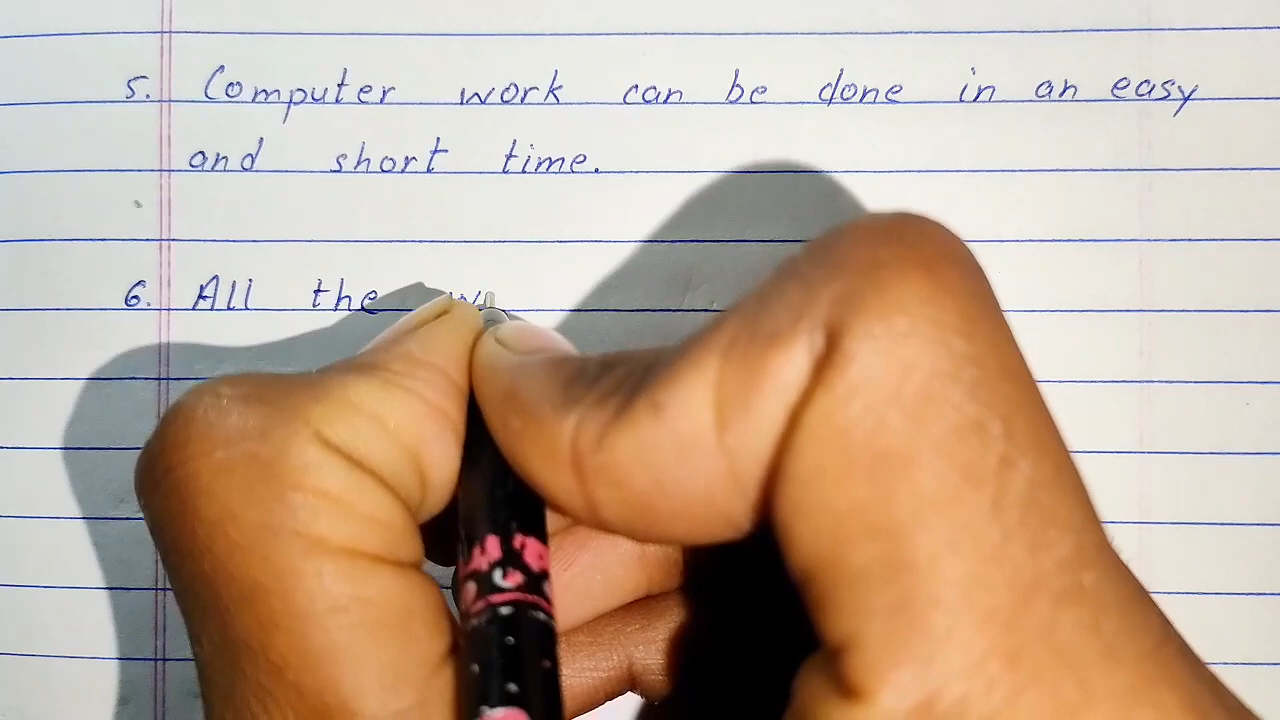 5. Computer work can be done in an easy
and short time.
6. All the w